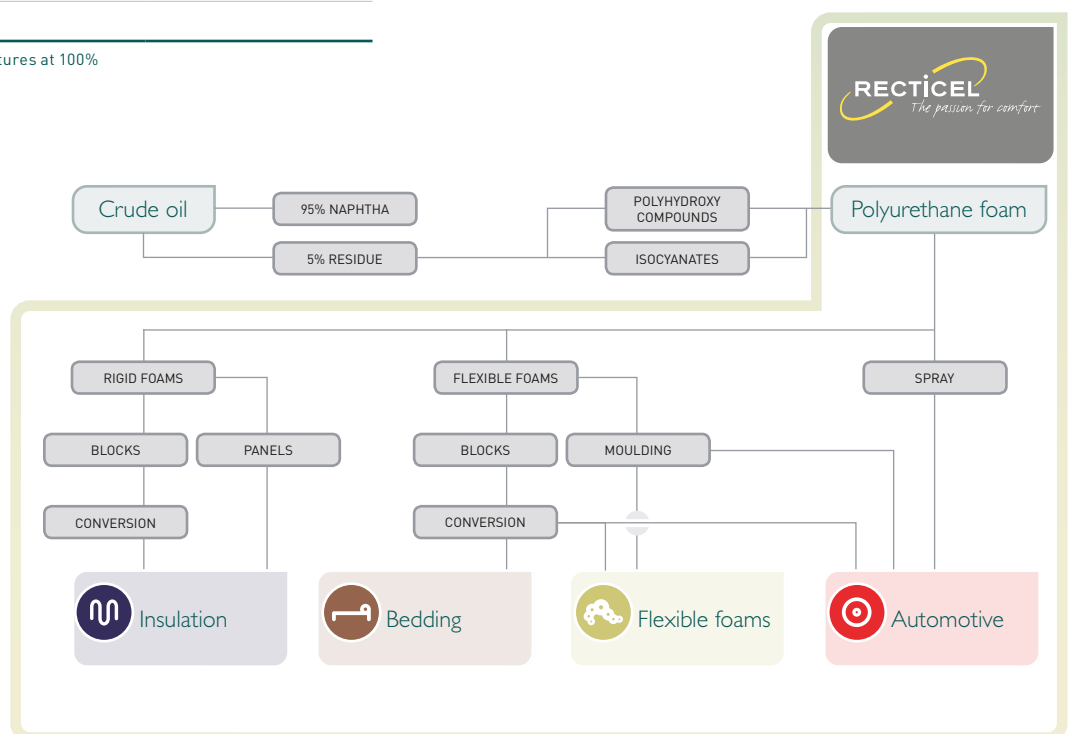 tures at 100%
RECTICEL
The passion for comfort
Crude oil
95% NAPHTHA
POLYHYDROXY
COMPOUNDS
Polyurethane foam
5% RESIDUE
ISOCYANATES
RIGID FOAMS
FLEXIBLE FOAMS
SPRAY
BLOCKS
PANELS
BLOCKS
MOULDING
CONVERSION
CONVERSION
Insulation
Bedding
Flexible foams
Automotive